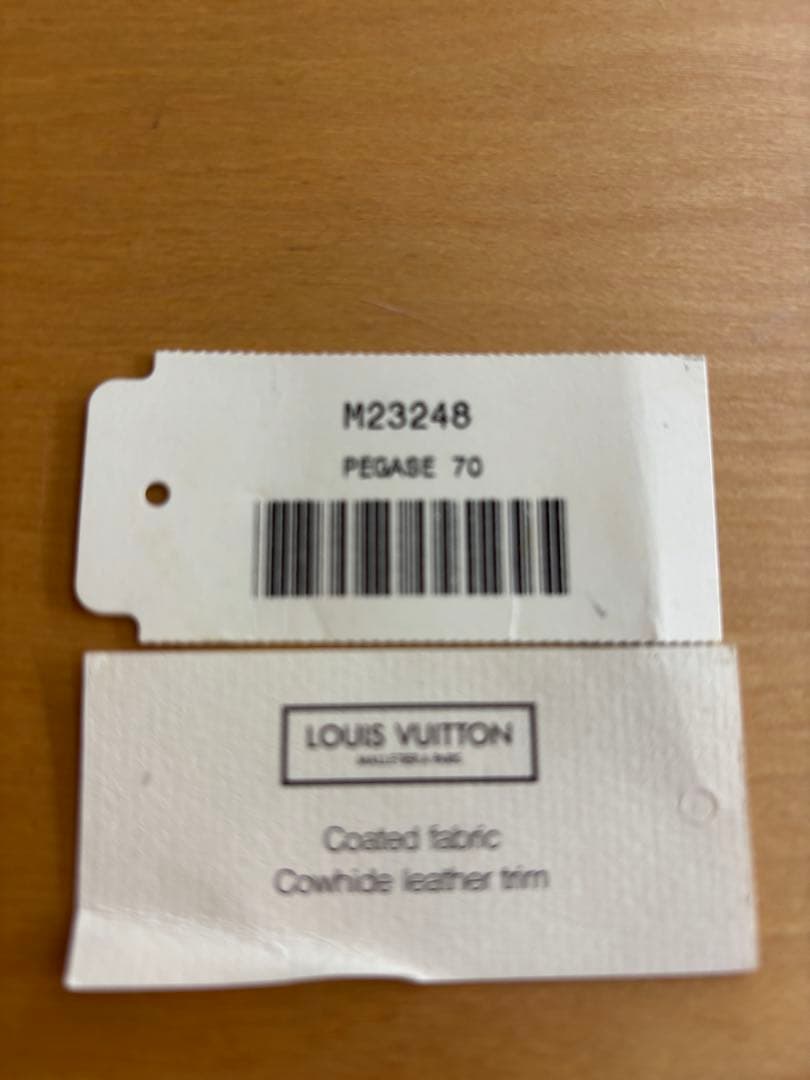 M23248
PEGASE 70
LOUIS VUITTON
Coated fabric
Cowhide leather trim